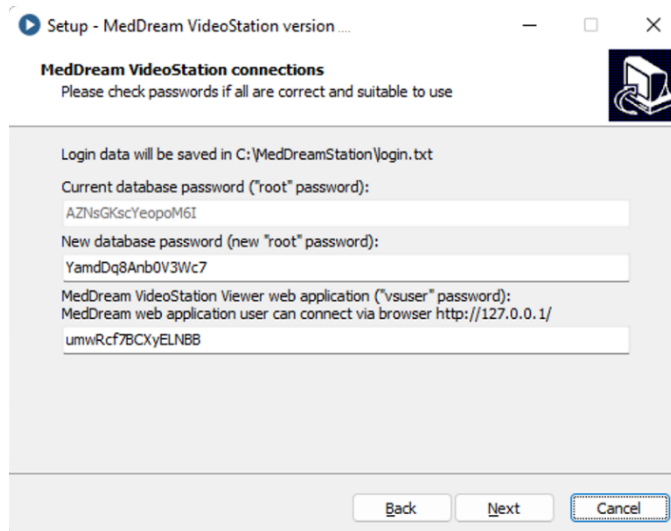 Setup - MedDream VideoStation version ....
MedDream VideoStation connections
Please check passwords if all are correct and suitable to use
Login data will be saved in C:\MedDreamStation\login.txt
Current database password ("root" password):
AZNsGKscYeopoM6I
New database password (new "root" password):
YamdDq8Anb0V3Wc7
MedDream VideoStation Viewer web application ("vsuser" password):
MedDream web application user can connect via browser http://127.0.0.1/
umwRcf7BCXyELNBB
Back Next Cancel